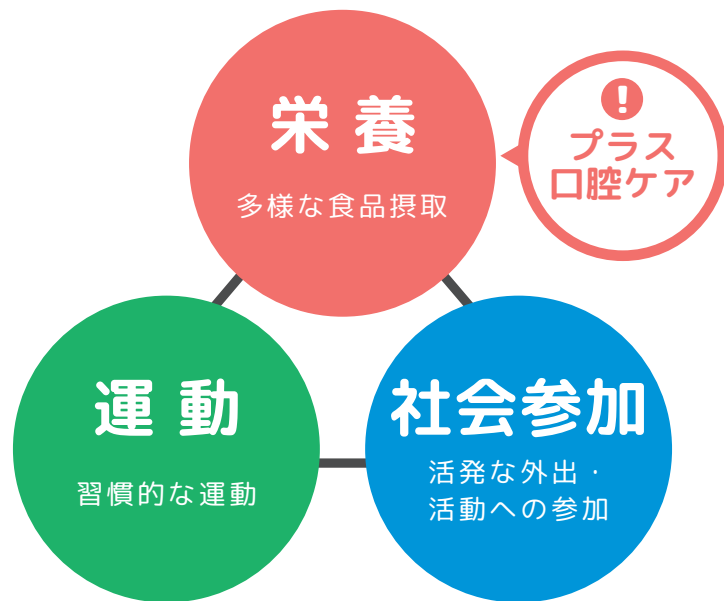 栄養
多様な食品摂取
!
プラス
口腔ケア
運動
習慣的な運動
社会参加
活発な外出・
活動への参加